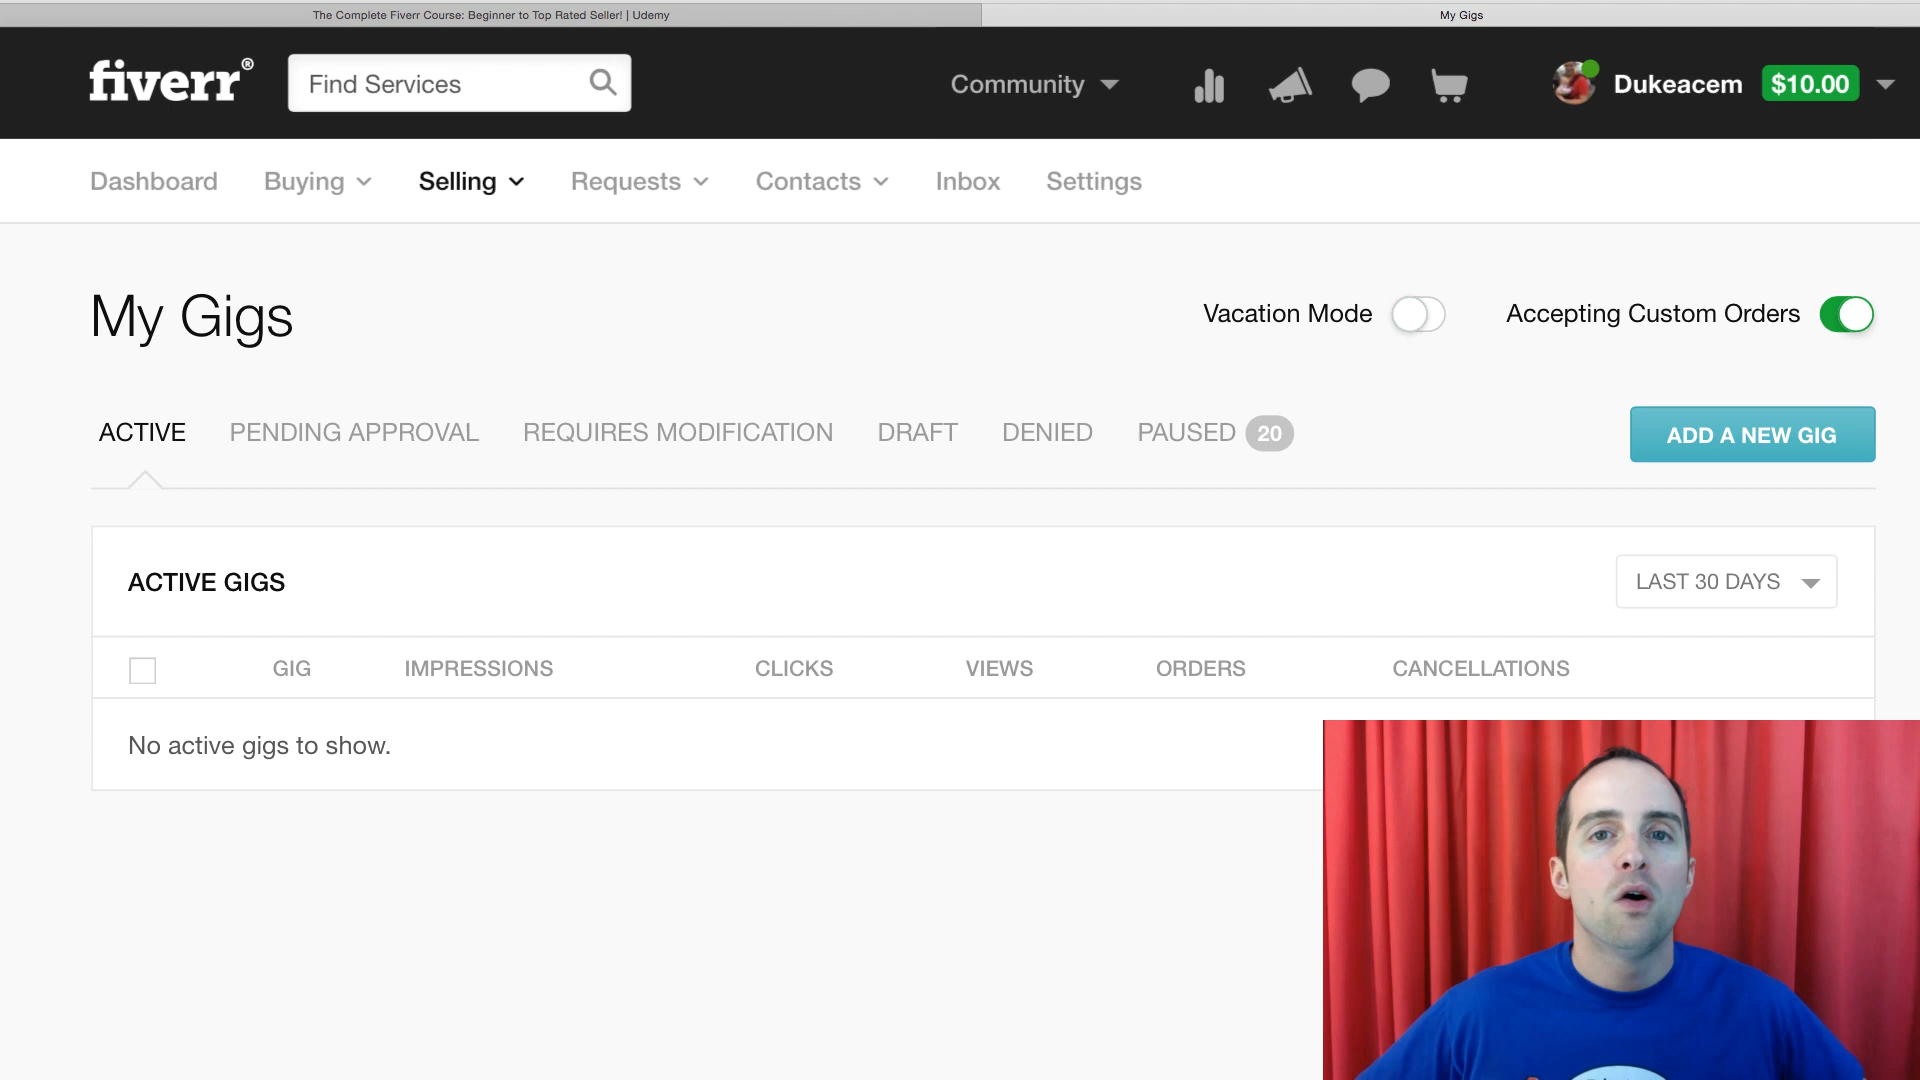 The Complete Fiverr Course: Beginner to Top Rated Seller! | Udemy
My Gigs
fiverr®
Find Services
Community
Dukeacem
$10.00
Dashboard
Buying
Selling
Requests
Contacts
Inbox
Settings
My Gigs
Vacation Mode
Accepting Custom Orders
ACTIVE
PENDING APPROVAL
REQUIRES MODIFICATION
DRAFT
DENIED
PAUSED 20
ADD A NEW GIG
ACTIVE GIGS
LAST 30 DAYS
GIG
IMPRESSIONS
CLICKS
VIEWS
ORDERS
CANCELLATIONS
No active gigs to show.